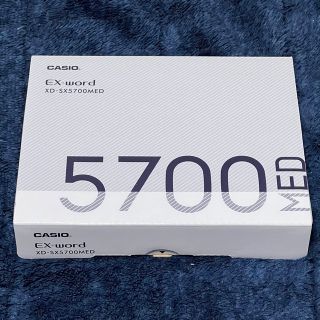 CASIO
EX-word
XD-SX5700MED
5700
MED
CASIO
EX-word
XD-SX5700MED